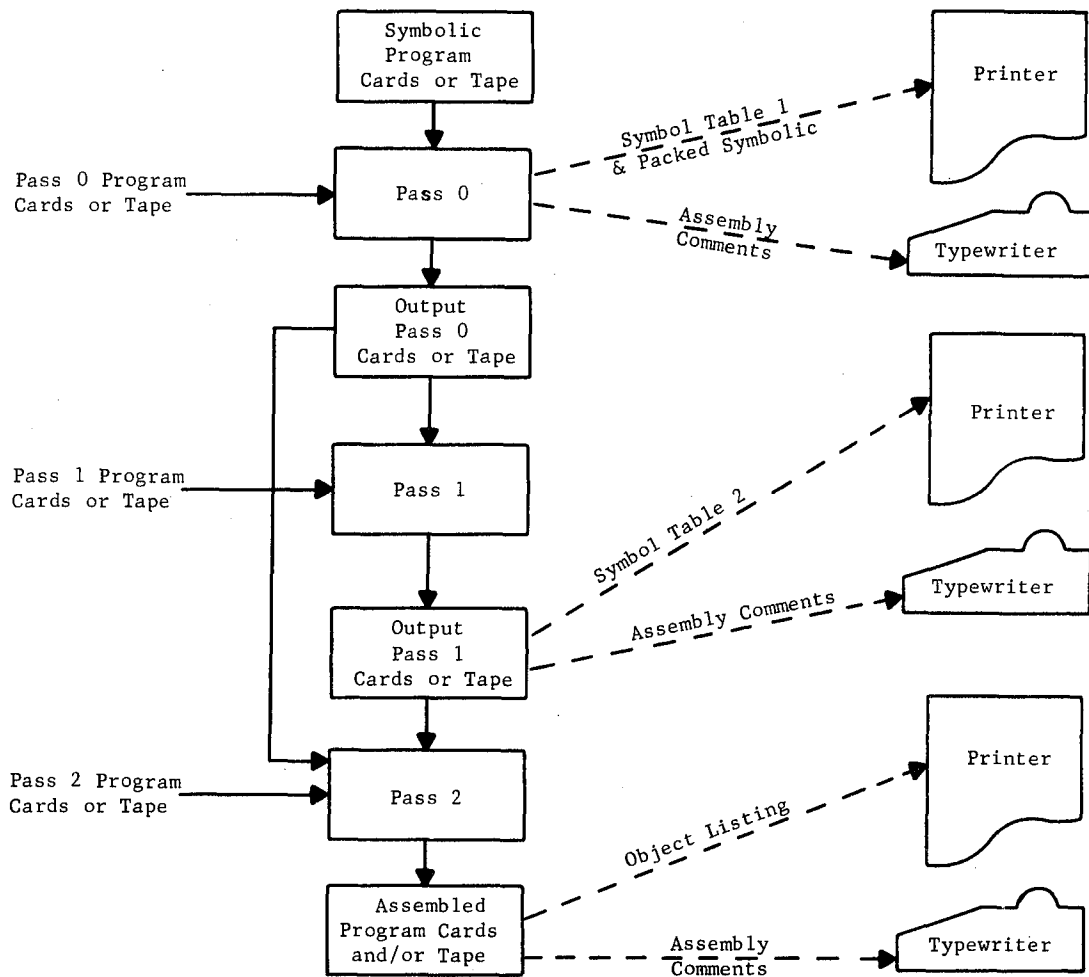 Symbolic
Program
Cards or Tape
Printer
Symbol Table 1
& Packed Symbolic
Pass 0 Program
Cards or Tape
Pass 0
Assembly
Comments
Typewriter
Output
Pass 0
Cards or Tape
Printer
Pass 1 Program
Cards or Tape
Pass 1
Symbol Table 2
Typewriter
Assembly Comments
Output
Pass 1
Cards or Tape
Printer
Pass 2 Program
Cards or Tape
Pass 2
Object Listing
Assembled
Program Cards
and/or Tape
Assembly
Comments
Typewriter